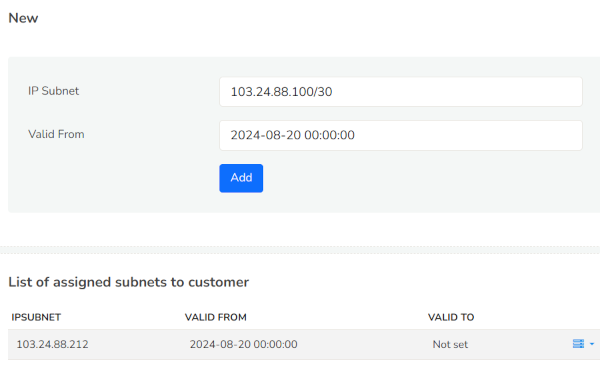 New
IP Subnet
103.24.88.100/30
Valid From
2024-08-20 00:00:00
Add
List of assigned subnets to customer
IPSUBNET VALID FROM VALID TO
103.24.88.212 2024-08-20 00:00:00 Not set